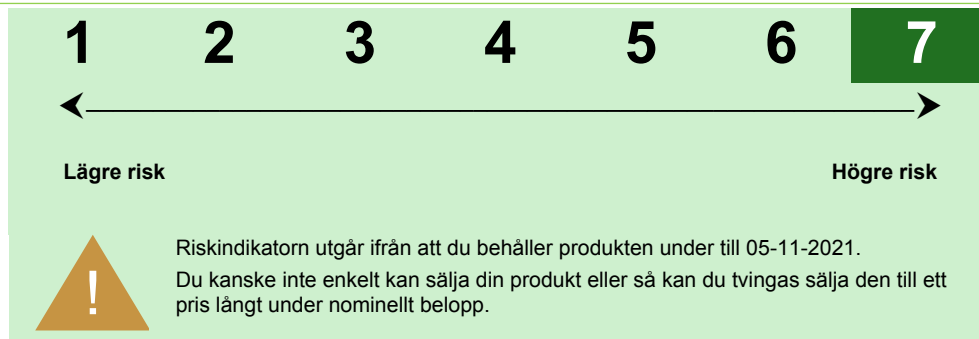 1 2 3 4 5 6 7
Lägre risk Högre risk
Riskindikatorn utgår ifrån att du behåller produkten under till 05-11-2021.
Du kanske inte enkelt kan sälja din produkt eller så kan du tvingas sälja den till ett
pris långt under nominellt belopp.
!